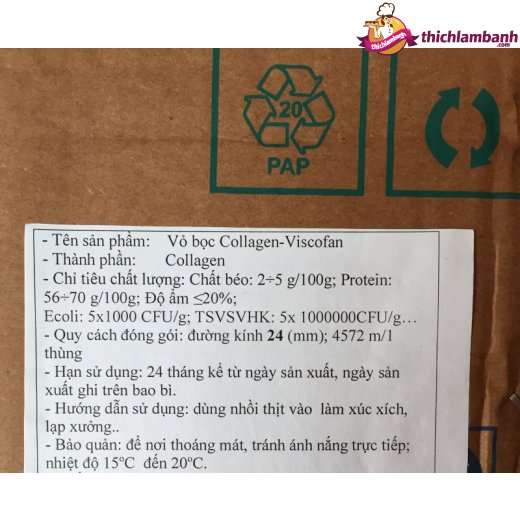 thichlambanh.com
thichlambanh
20
PAP
- Tên sản phẩm: Vỏ bọc Collagen-Viscofan
- Thành phần: Collagen
- Chỉ tiêu chất lượng: Chất béo: 2÷5 g/100g; Protein:
56÷70 g/100g; Độ ẩm ≤20%;
Ecoli: 5x1000 CFU/g; TSVSVHK: 5x 1000000CFU/g…
- Quy cách đóng gói: đường kính 24 (mm); 4572 m/1
thùng
- Hạn sử dụng: 24 tháng kể từ ngày sản xuất, ngày sản
xuất ghi trên bao bì.
- Hướng dẫn sử dụng: dùng nhồi thịt vào làm xúc xích,
lạp xưởng..
- Bảo quản: để nơi thoáng mát, tránh ánh nắng trực tiếp;
nhiệt độ 15ºC đến 20ºC.